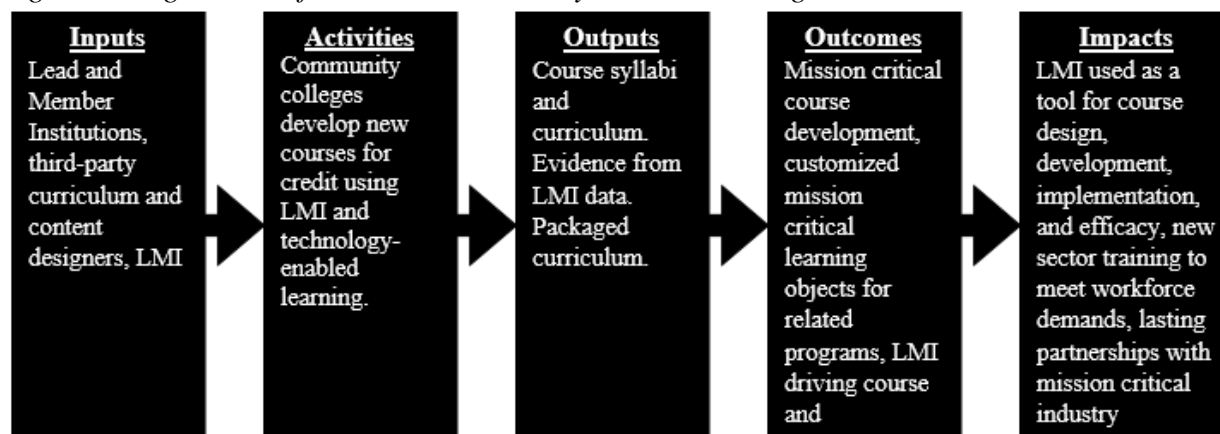 Inputs
Lead and
Member
Institutions,
third-party
curriculum and
content
designers, LMI
Activities
Community
colleges
develop new
courses for
credit using
LMI and
technology-
enabled
learning.
Outputs
Course syllabi
and
curriculum.
Evidence from
LMI data.
Packaged
curriculum.
Outcomes
Mission critical
course
development,
customized
mission
critical
learning
objects for
related
programs, LMI
driving course
and
Impacts
LMI used as a
tool for course
design,
development,
implementation,
and efficacy, new
sector training to
meet workforce
demands, lasting
partnerships with
mission critical
industry